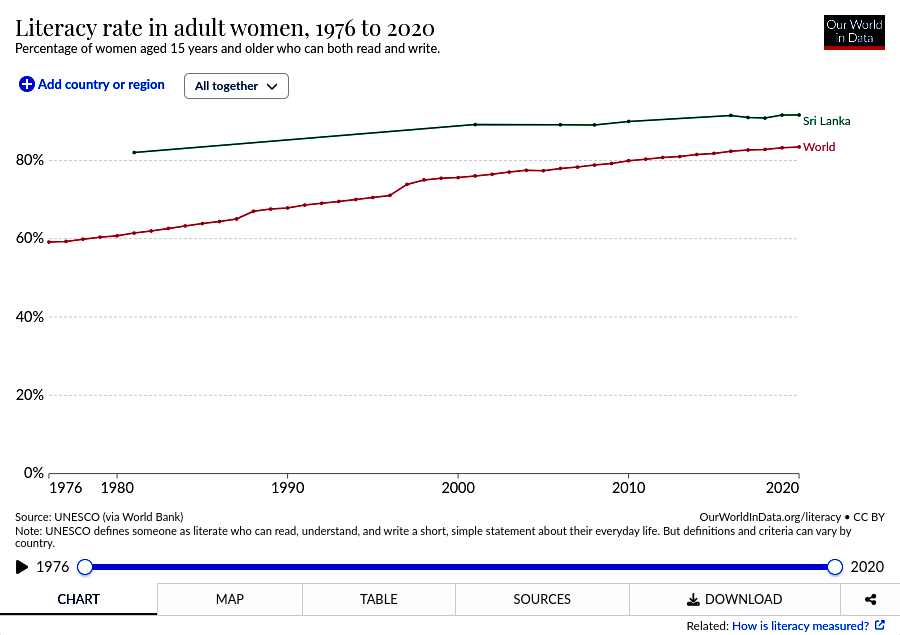 Literacy rate in adult women, 1976 to 2020
Percentage of women aged 15 years and older who can both read and write.
Our World
in Data
Add country or region
All together
Sri Lanka
World
80%
60%
40%
20%
0%
1976 1980 1990 2000 2010 2020
Source: UNESCO (via World Bank)
OurWorldInData.org/literacy • CC BY
Note: UNESCO defines someone as literate who can read, understand, and write a short, simple statement about their everyday life. But definitions and criteria can vary by
country.
1976 2020
CHART MAP TABLE SOURCES DOWNLOAD
Related: How is literacy measured?